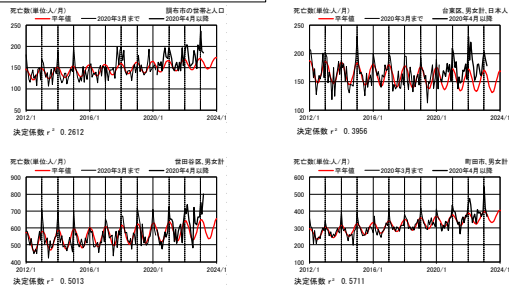 死亡数(単位:人/月) 調布市の世帯と人口
平年値 2020年3月まで 2020年4月以降
250
200
150
100
50
2012/1 2016/1 2020/1 2024/1
決定係数 r² 0.2612
死亡数(単位:人/月) 台東区, 男女計, 日本人
平年値 2020年3月まで 2020年4月以降
250
200
150
100
2012/1 2016/1 2020/1 2024/1
決定係数 r² 0.3956
死亡数(単位:人/月) 世田谷区, 男女計
平年値 2020年3月まで 2020年4月以降
900
800
700
600
500
400
2012/1 2016/1 2020/1 2024/1
決定係数 r² 0.5013
死亡数(単位:人/月) 町田市, 男女計
平年値 2020年3月まで 2020年4月以降
600
500
400
300
200
100
2012/1 2016/1 2020/1 2024/1
決定係数 r² 0.5711